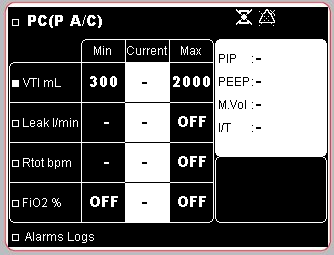 PC(P A/C)
Min Current Max
VTI mL 300 - 2000
Leak l/min - - OFF
Rtot bpm - - OFF
FiO2 % OFF - OFF
PIP :-
PEEP :-
M.Vol :-
I/T :-
Alarms Logs